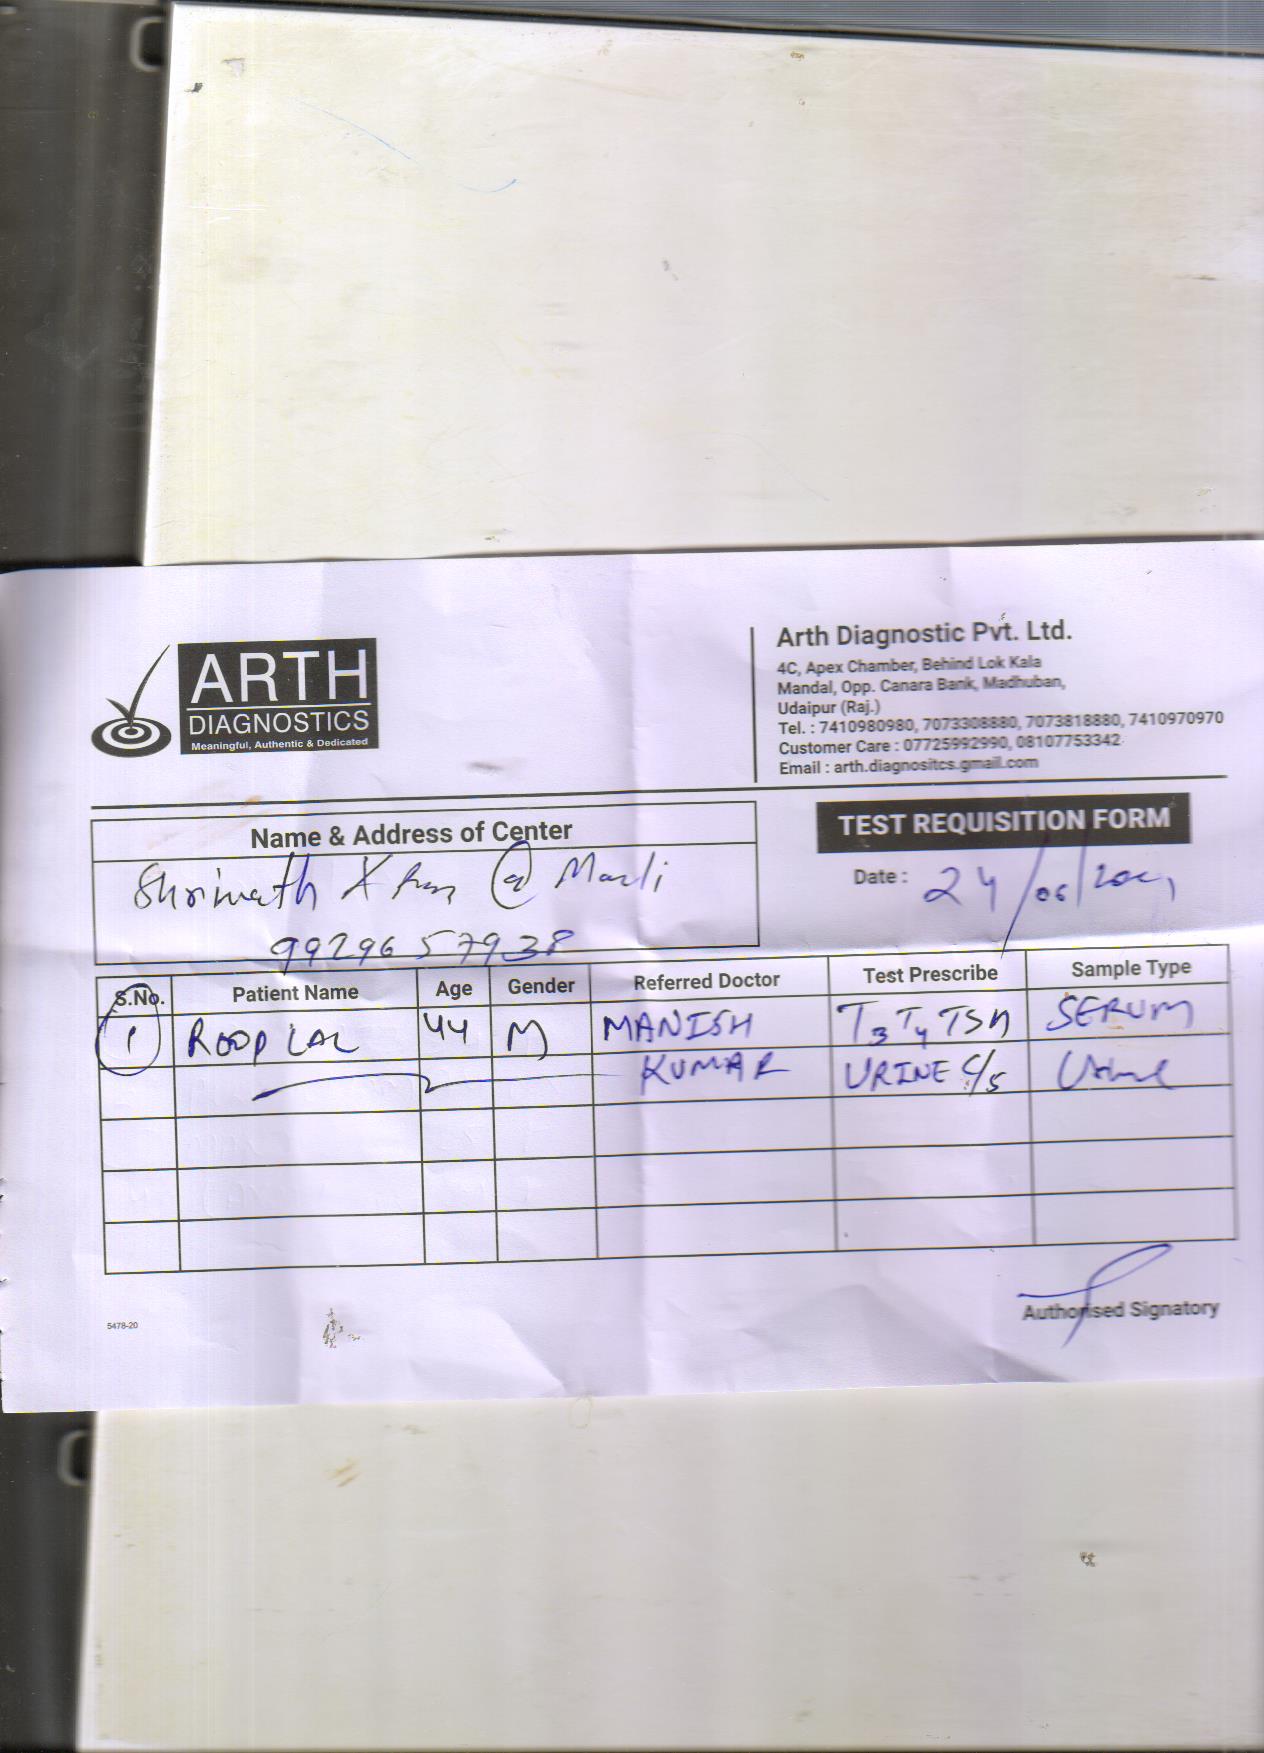 ARTH
DIAGNOSTICS
Meaningful, Authentic & Dedicated
Arth Diagnostic Pvt. Ltd.
4C, Apex Chamber, Behind Lok Kala
Mandal, Opp. Canara Bank, Madhuban,
Udaipur (Raj.)
Tel. : 7410980980, 7073308880, 7073818880, 7410970970
Customer Care : 07725992990, 08107753342
Email : arth.diagnositcs.gmail.com
Name & Address of Center
TEST REQUISITION FORM
Shrinath X @
Date : 24/06/
9929657938
S.No. Patient Name Age Gender Referred Doctor Test Prescribe Sample Type
1 ROOP LAL 44 M MANISH T3 T4 TSH SERUM
KUMAR URINE C/S Urine
Authorised Signatory
5478-20